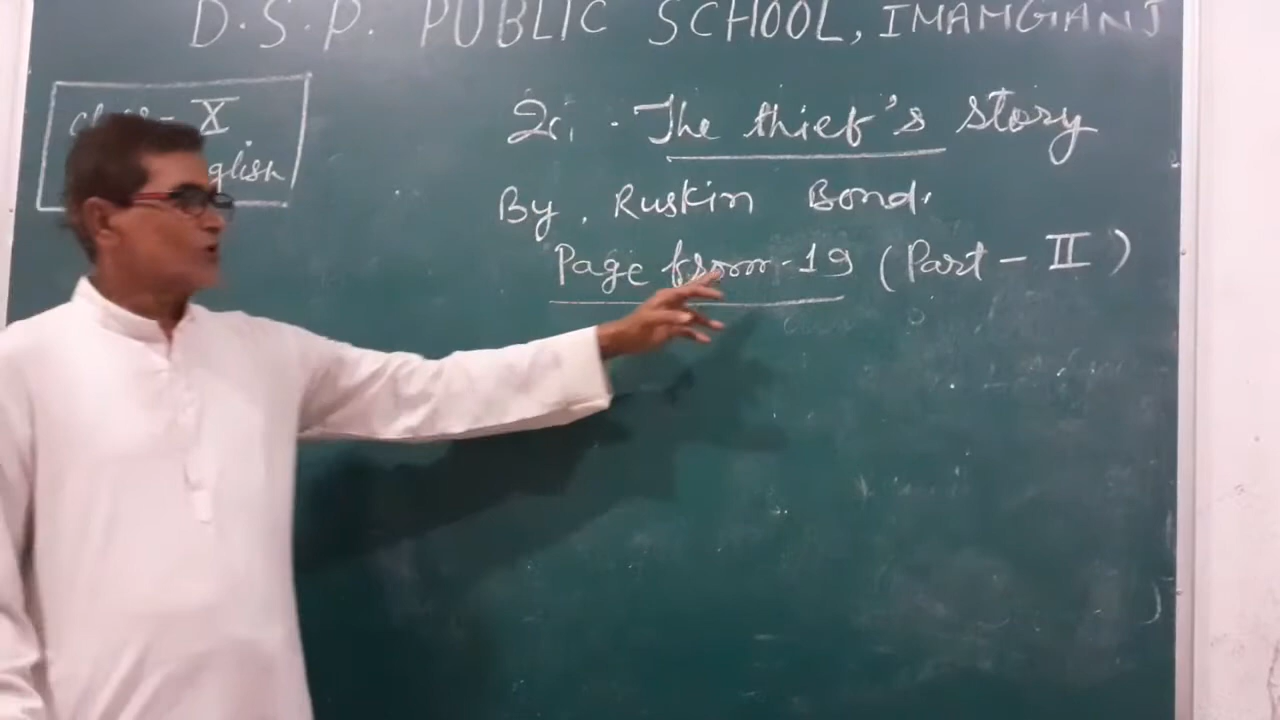 D.S.P. PUBLIC SCHOOL, IMAMGANJ
X
2. The thief's story
By. Ruskin Bond.
Page from - 19 (Part - II)